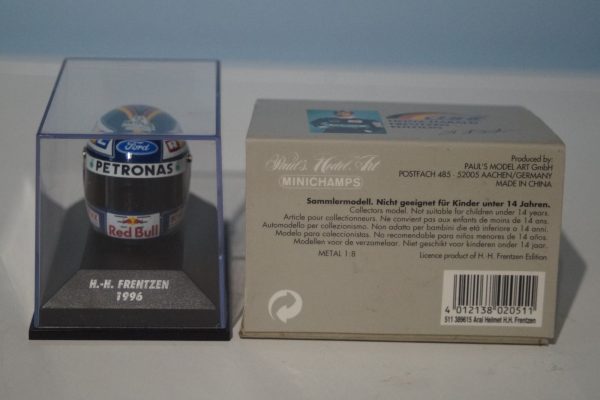 Ford
PETRONAS
Red Bull
H.-H. FRENTZEN
1996
Paul's Model Art
MINICHAMPS
Produced by:
PAUL'S MODEL ART GmbH
POSTFACH 485 · 52005 AACHEN/GERMANY
MADE IN CHINA
Sammlermodell. Nicht geeignet für Kinder unter 14 Jahren.
Collectors model. Not suitable for children under 14 years.
Article pour collectionneurs. Ne convient pas aux enfants de moins de 14 ans.
Automodello per collezionismo. Non adatto per bambini die età inferiore a 14 anni.
Modelo para coleccionistas. No recomendable para niños menores de 14 años.
Modellen voor de verzamelaar. Niet geschikt voor kinderen onder 14 jaar.
METAL 1:8
Licence product of H.-H. Frentzen Edition
4 012138 020511
511 389615 Arai Helmet H.H. Frentzen